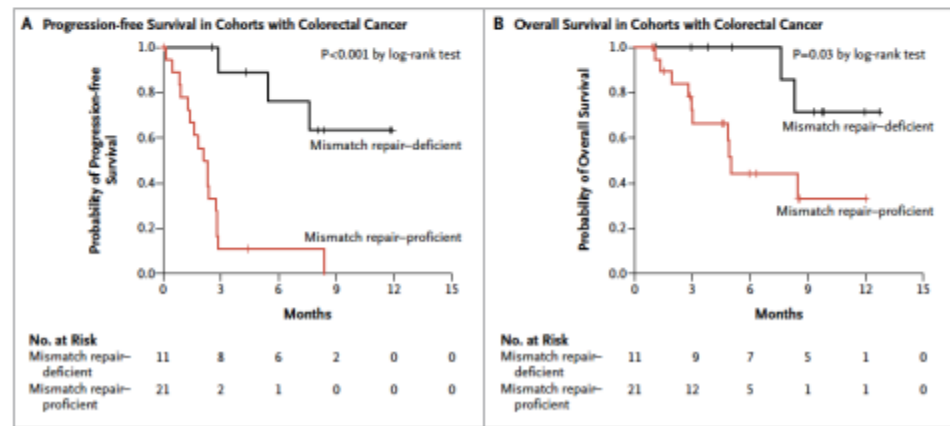 A Progression-free Survival in Cohorts with Colorectal Cancer
P<0.001 by log-rank test
Probability of Progression-free
Survival
1.0
0.8
0.6
0.4
0.2
0.0
Mismatch repair–deficient
Mismatch repair–proficient
0 3 6 9 12 15
Months
No. at Risk
Mismatch repair–
deficient 11 8 6 2 0 0
Mismatch repair–
proficient 21 2 1 0 0 0
B Overall Survival in Cohorts with Colorectal Cancer
P=0.03 by log-rank test
Probability of Overall Survival
1.0
0.8
0.6
0.4
0.2
0.0
Mismatch repair–deficient
Mismatch repair–proficient
0 3 6 9 12 15
Months
No. at Risk
Mismatch repair–
deficient 11 9 7 5 1 0
Mismatch repair–
proficient 21 12 5 1 1 0